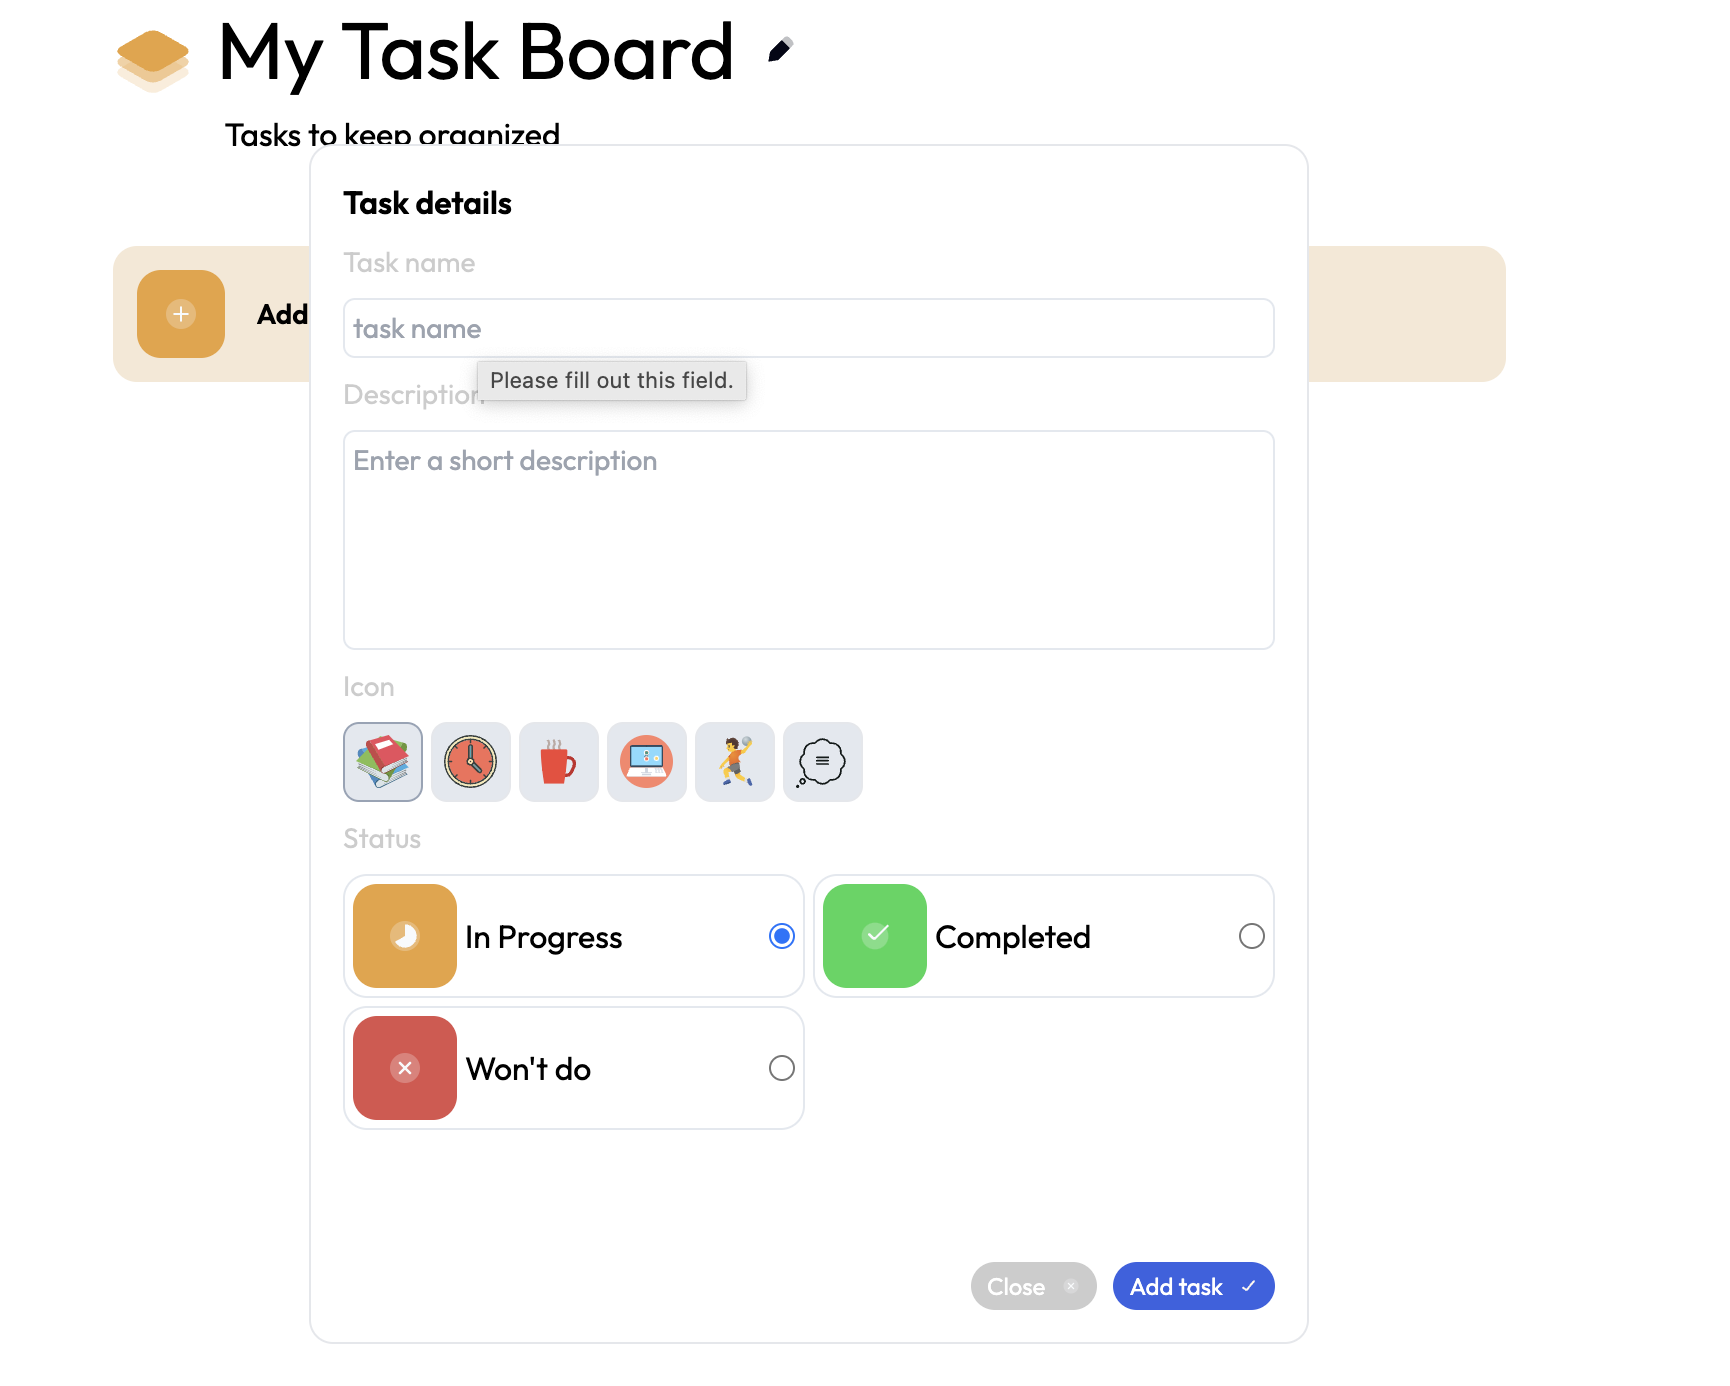 My Task Board
Tasks to keep organized
Add
Task details
Task name
task name
Please fill out this field.
Description
Enter a short description
Icon
Status
In Progress
Completed
Won't do
Close
Add task